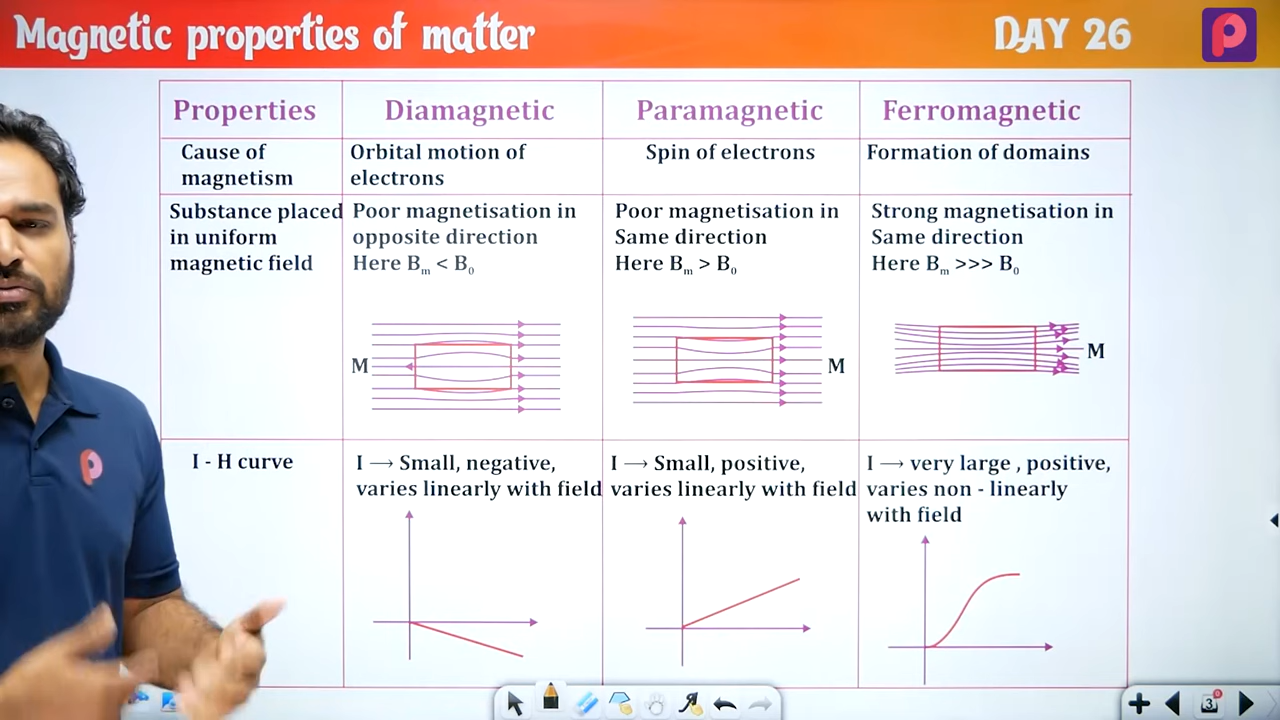 Magnetic properties of matter
DAY 26
Properties
Diamagnetic
Paramagnetic
Ferromagnetic
Cause of
magnetism
Orbital motion of
electrons
Spin of electrons
Formation of domains
Substance placed
in uniform
magnetic field
Poor magnetisation in
opposite direction
Here Bₘ < B₀
Poor magnetisation in
Same direction
Here Bₘ > B₀
Strong magnetisation in
Same direction
Here Bₘ >>> B₀
M
M
M
I - H curve
I → Small, negative,
varies linearly with field
I → Small, positive,
varies linearly with field
I → very large , positive,
varies non - linearly
with field
3